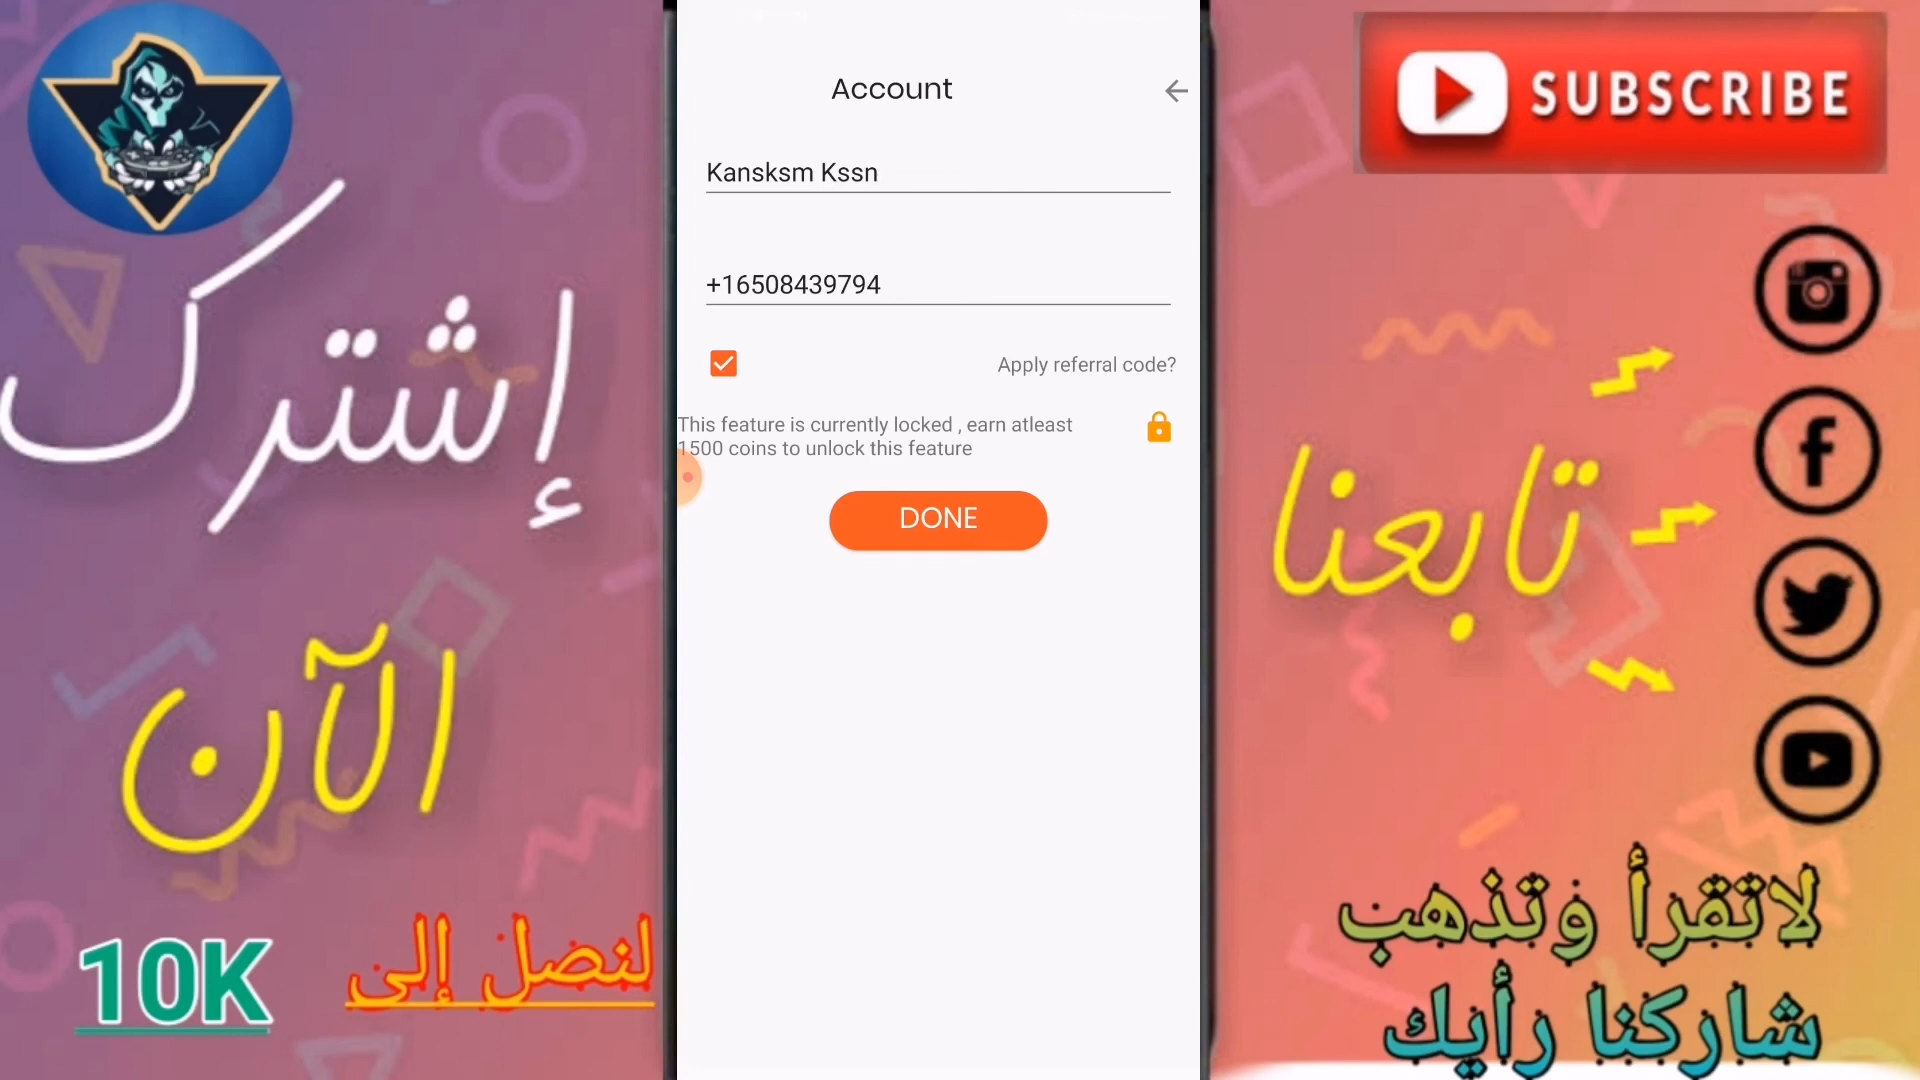 إشترك
الآن
لنصل إلى
10K
Account
Kansksm Kssn
+16508439794
Apply referral code?
This feature is currently locked , earn atleast
1500 coins to unlock this feature
DONE
SUBSCRIBE
تابعنا
لاتقرأ وتذهب
شاركنا رأيك